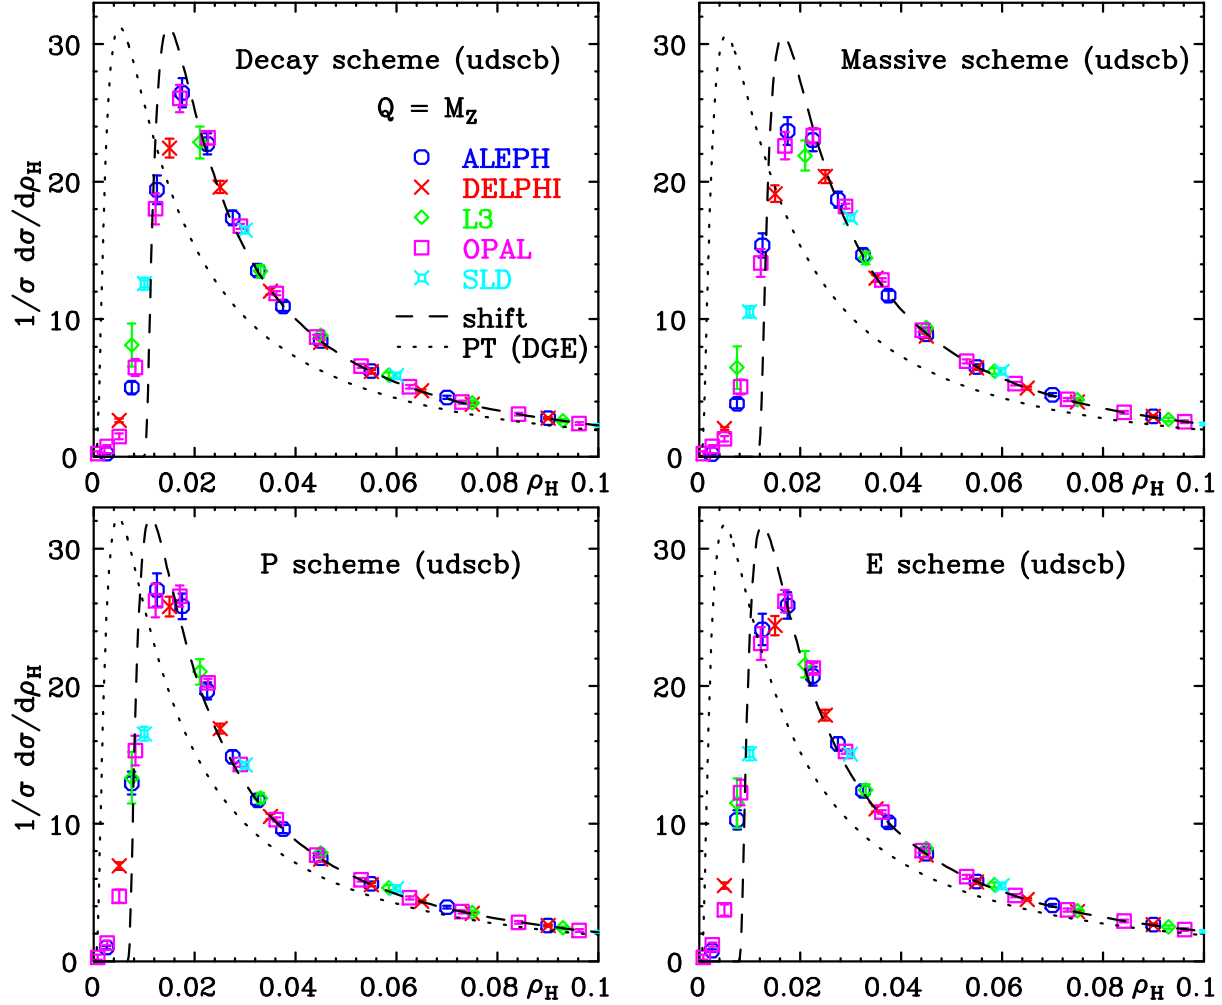 Decay scheme (udscb)
Q = M_Z
ALEPH
DELPHI
L3
OPAL
SLD
shift
PT (DGE)
1/σ dσ/dρ_H
30
20
10
0
0 0.02 0.04 0.06 0.08 ρ_H 0.1
Massive scheme (udscb)
30
20
10
0
0 0.02 0.04 0.06 0.08 ρ_H 0.1
P scheme (udscb)
1/σ dσ/dρ_H
30
20
10
0
0 0.02 0.04 0.06 0.08 ρ_H 0.1
E scheme (udscb)
30
20
10
0
0 0.02 0.04 0.06 0.08 ρ_H 0.1